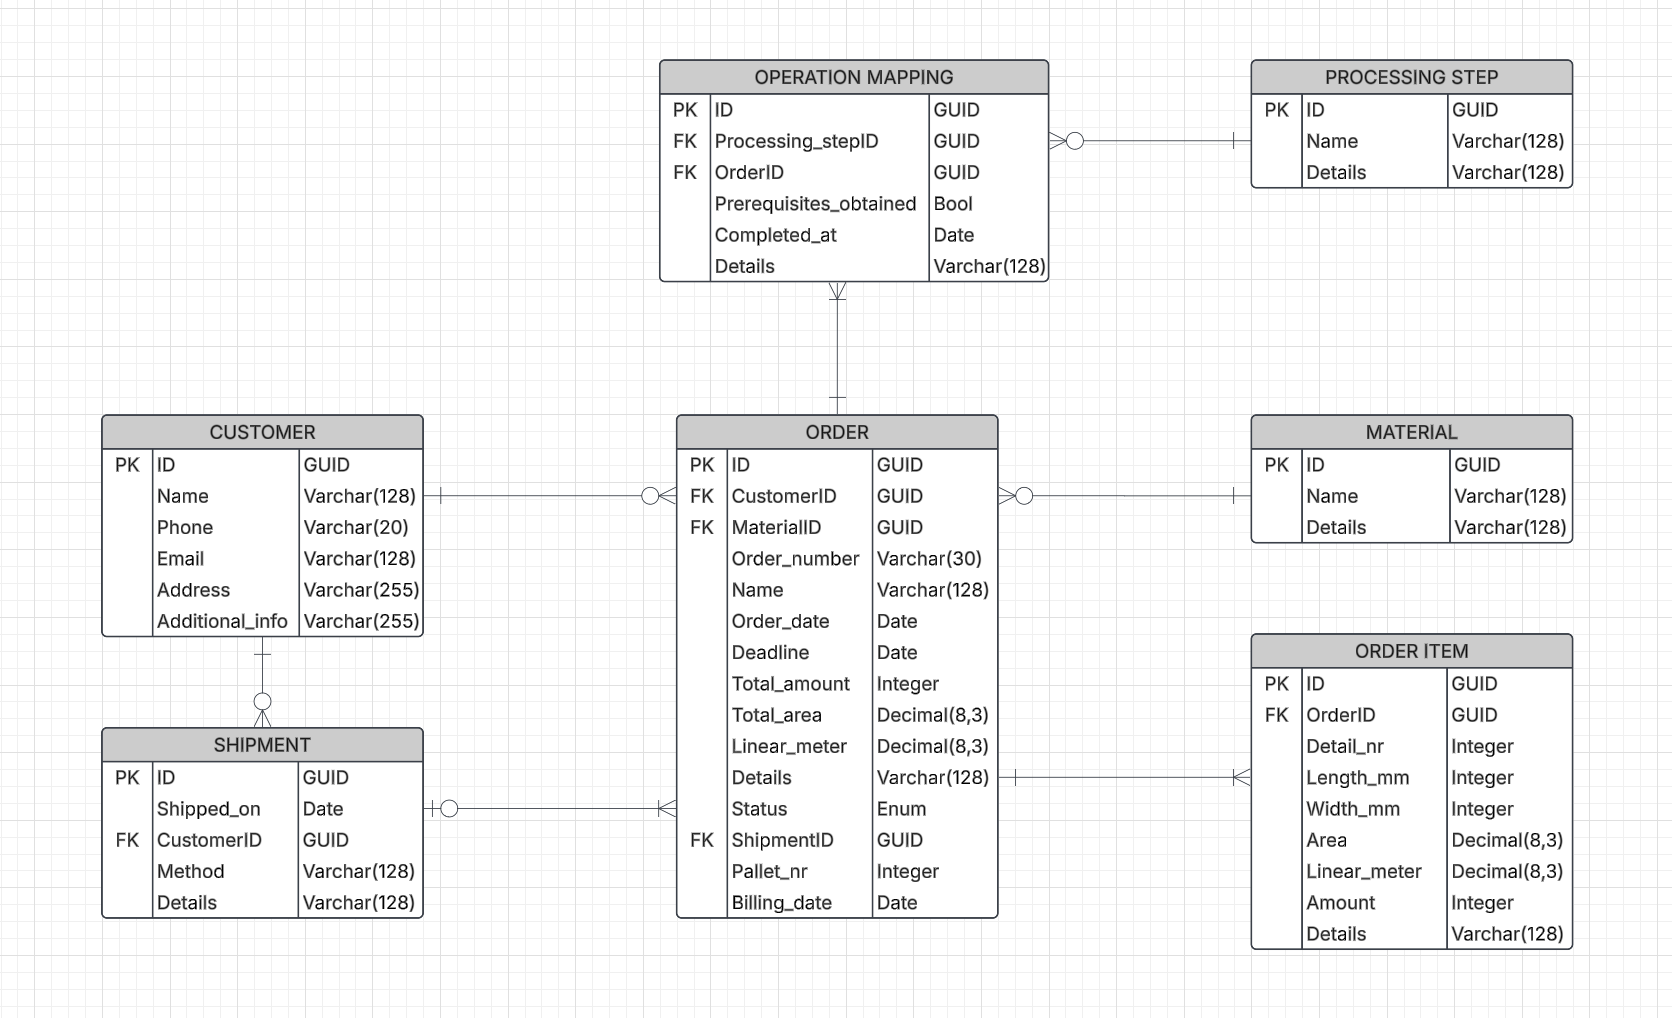 OPERATION MAPPING
PK ID GUID
FK Processing_stepID GUID
FK OrderID GUID
Prerequisites_obtained Bool
Completed_at Date
Details Varchar(128)
PROCESSING STEP
PK ID GUID
Name Varchar(128)
Details Varchar(128)
CUSTOMER
PK ID GUID
Name Varchar(128)
Phone Varchar(20)
Email Varchar(128)
Address Varchar(255)
Additional_info Varchar(255)
ORDER
PK ID GUID
FK CustomerID GUID
FK MaterialID GUID
Order_number Varchar(30)
Name Varchar(128)
Order_date Date
Deadline Date
Total_amount Integer
Total_area Decimal(8,3)
Linear_meter Decimal(8,3)
Details Varchar(128)
Status Enum
FK ShipmentID GUID
Pallet_nr Integer
Billing_date Date
MATERIAL
PK ID GUID
Name Varchar(128)
Details Varchar(128)
SHIPMENT
PK ID GUID
Shipped_on Date
FK CustomerID GUID
Method Varchar(128)
Details Varchar(128)
ORDER ITEM
PK ID GUID
FK OrderID GUID
Detail_nr Integer
Length_mm Integer
Width_mm Integer
Area Decimal(8,3)
Linear_meter Decimal(8,3)
Amount Integer
Details Varchar(128)